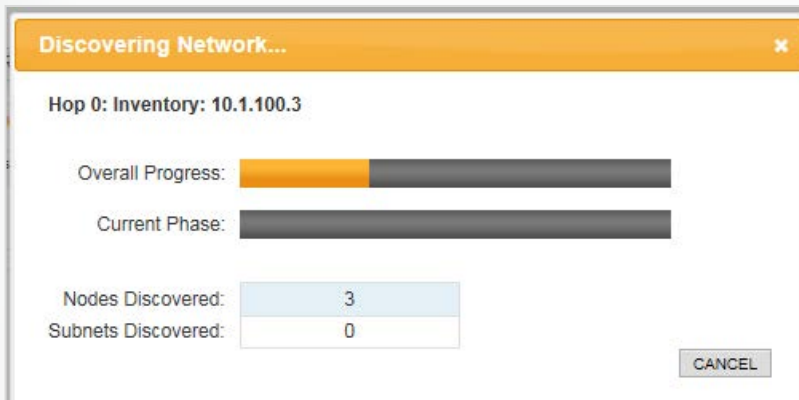 Discovering Network...
Hop 0: Inventory: 10.1.100.3
Overall Progress:
Current Phase:
Nodes Discovered: 3
Subnets Discovered: 0
CANCEL